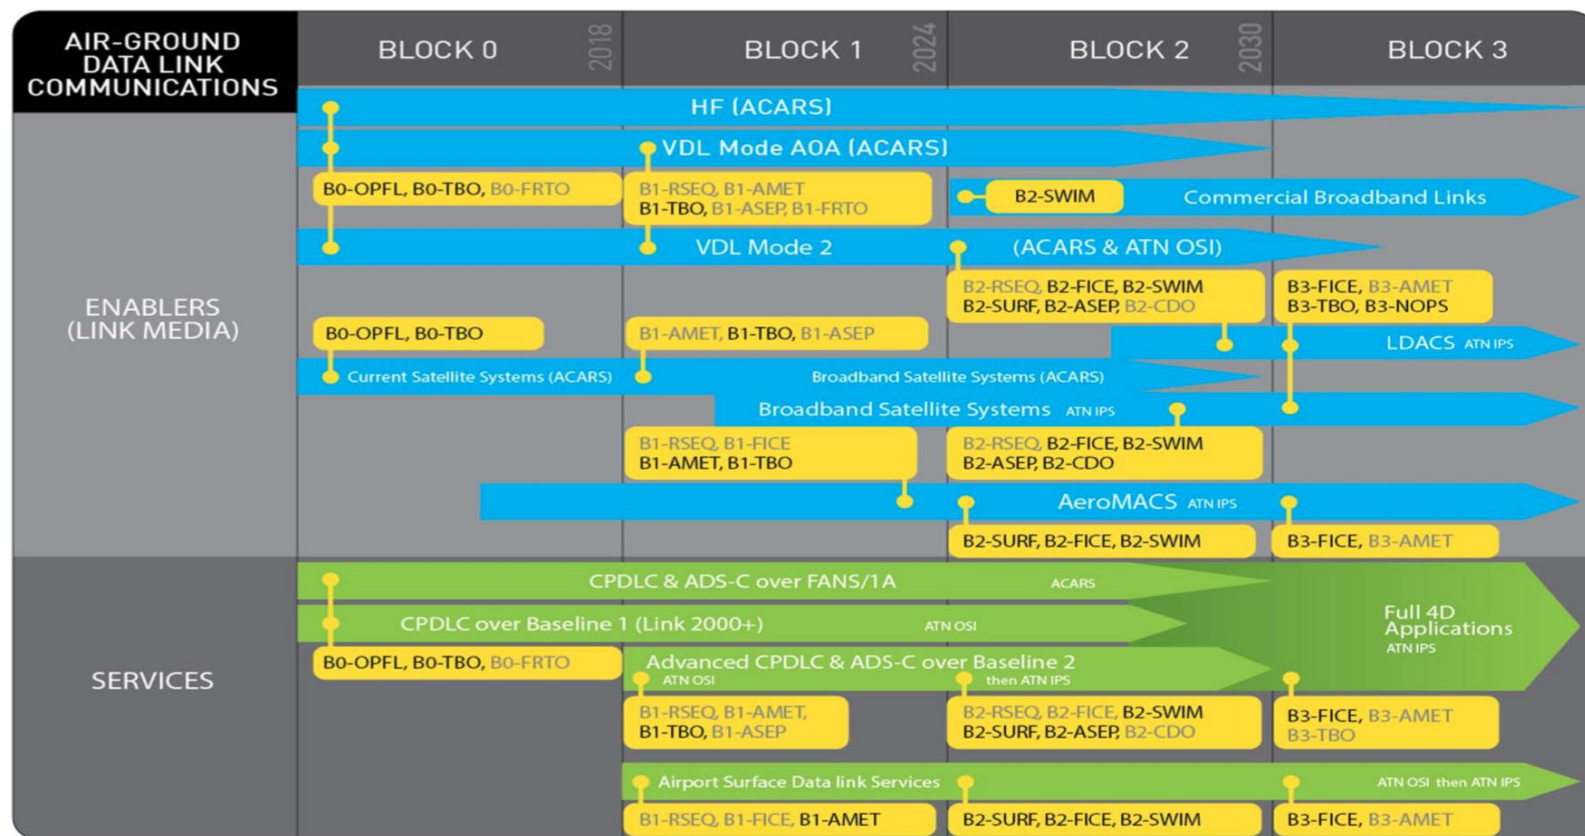 AIR-GROUND
DATA LINK
COMMUNICATIONS
BLOCK 0
2018
BLOCK 1
2024
BLOCK 2
2030
BLOCK 3
HF (ACARS)
VDL Mode A0A (ACARS)
B0-OPFL, B0-TBO, B0-FRTO
B1-RSEQ, B1-AMET
B1-TBO, B1-ASEP, B1-FRTO
B2-SWIM
Commercial Broadband Links
VDL Mode 2
(ACARS & ATN OSI)
ENABLERS
(LINK MEDIA)
B2-RSEQ, B2-FICE, B2-SWIM
B2-SURF, B2-ASEP, B2-CDO
B3-FICE, B3-AMET
B3-TBO, B3-NOPS
B0-OPFL, B0-TBO
B1-AMET, B1-TBO, B1-ASEP
LDACS ATN IPS
Current Satellite Systems (ACARS)
Broadband Satellite Systems (ACARS)
Broadband Satellite Systems ATN IPS
B1-RSEQ, B1-FICE
B1-AMET, B1-TBO
B2-RSEQ, B2-FICE, B2-SWIM
B2-ASEP, B2-CDO
AeroMACS ATN IPS
B2-SURF, B2-FICE, B2-SWIM
B3-FICE, B3-AMET
SERVICES
CPDLC & ADS-C over FANS/1A
ACARS
CPDLC over Baseline 1 (Link 2000+)
ATN OSI
Full 4D
Applications
ATN IPS
B0-OPFL, B0-TBO, B0-FRTO
Advanced CPDLC & ADS-C over Baseline 2
ATN OSI
then ATN IPS
B1-RSEQ, B1-AMET,
B1-TBO, B1-ASEP
B2-RSEQ, B2-FICE, B2-SWIM
B2-SURF, B2-ASEP, B2-CDO
B3-FICE, B3-AMET
B3-TBO
Airport Surface Data link Services
ATN OSI then ATN IPS
B1-RSEQ, B1-FICE, B1-AMET
B2-SURF, B2-FICE, B2-SWIM
B3-FICE, B3-AMET